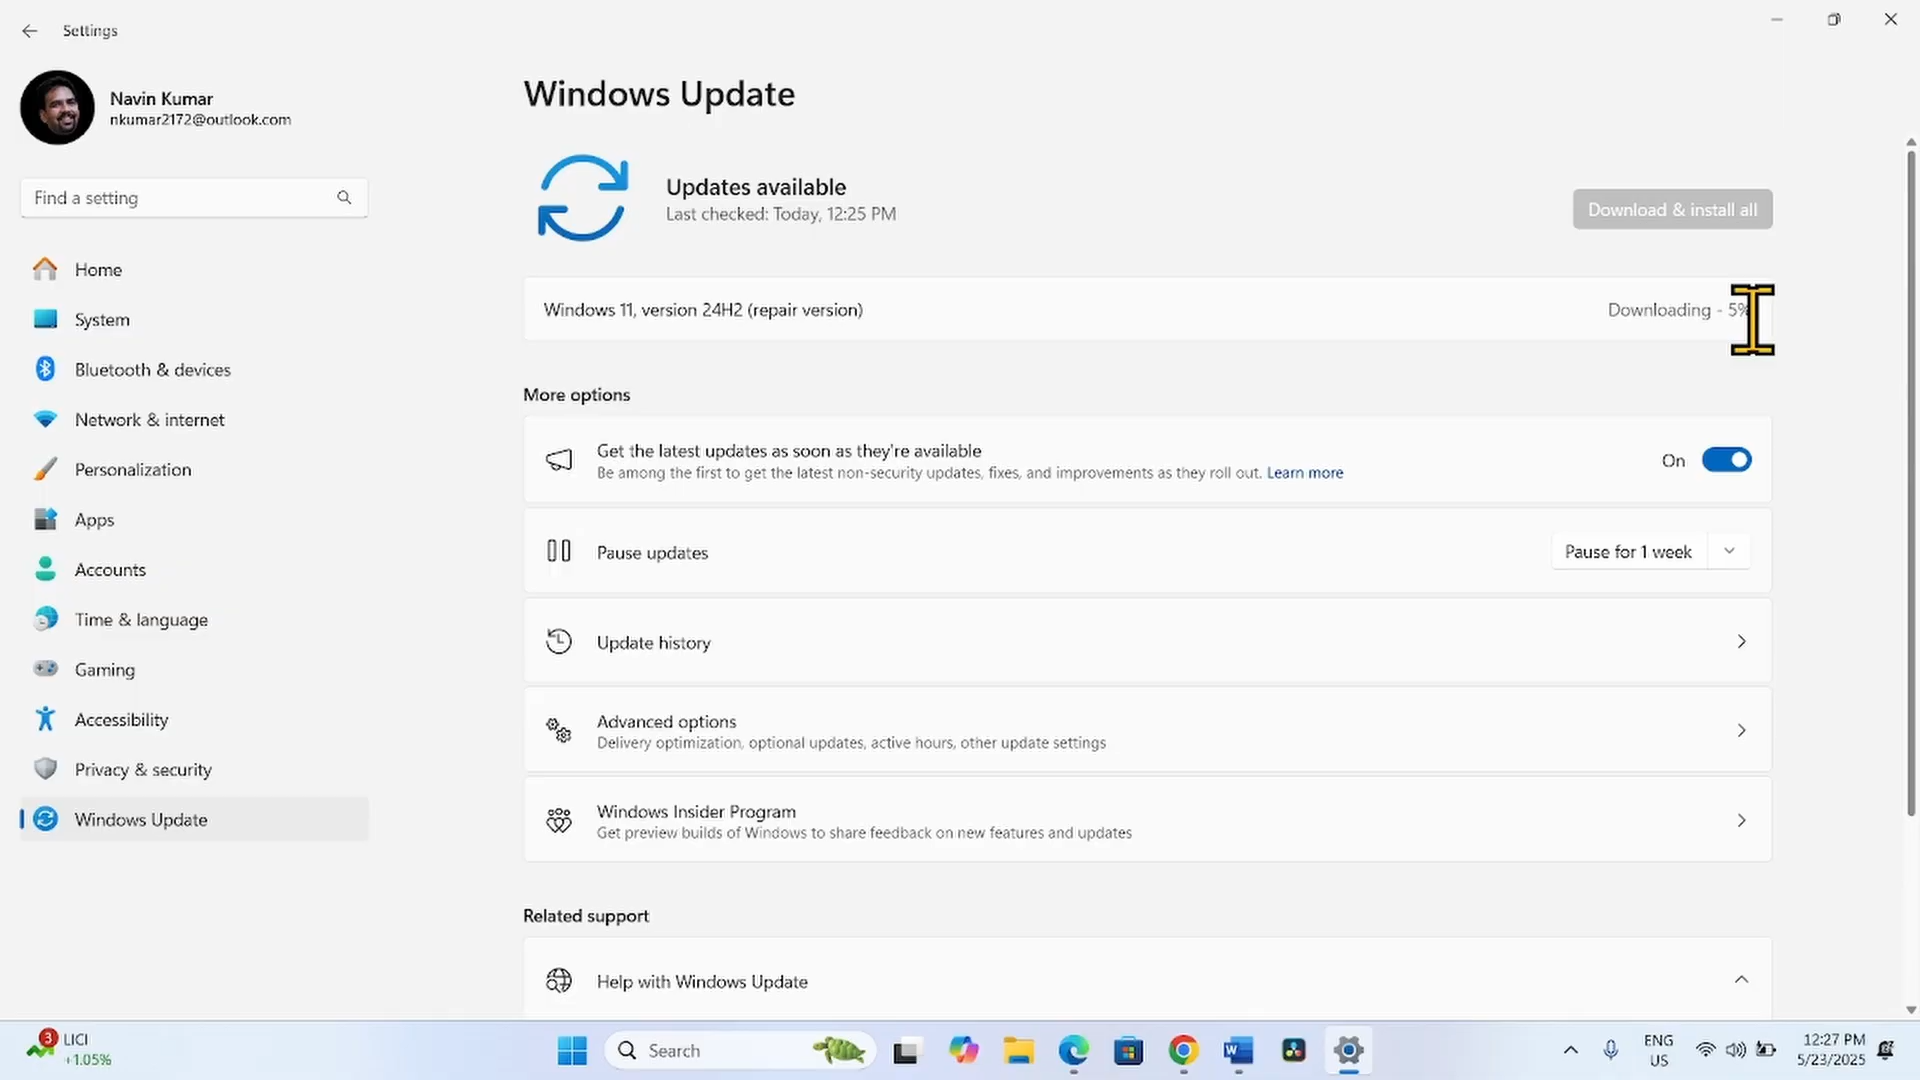 Settings
Navin Kumar
nkumar2172@outlook.com
Find a setting
Home
System
Bluetooth & devices
Network & internet
Personalization
Apps
Accounts
Time & language
Gaming
Accessibility
Privacy & security
Windows Update
Windows Update
Updates available
Last checked: Today, 12:25 PM
Download & install all
Windows 11, version 24H2 (repair version)
Downloading - 5%
More options
Get the latest updates as soon as they're available
Be among the first to get the latest non-security updates, fixes, and improvements as they roll out. Learn more
On
Pause updates
Pause for 1 week
Update history
Advanced options
Delivery optimization, optional updates, active hours, other update settings
Windows Insider Program
Get preview builds of Windows to share feedback on new features and updates
Related support
Help with Windows Update
3
LICI
+1.05%
Search
W
ENG
US
12:27 PM
5/23/2025